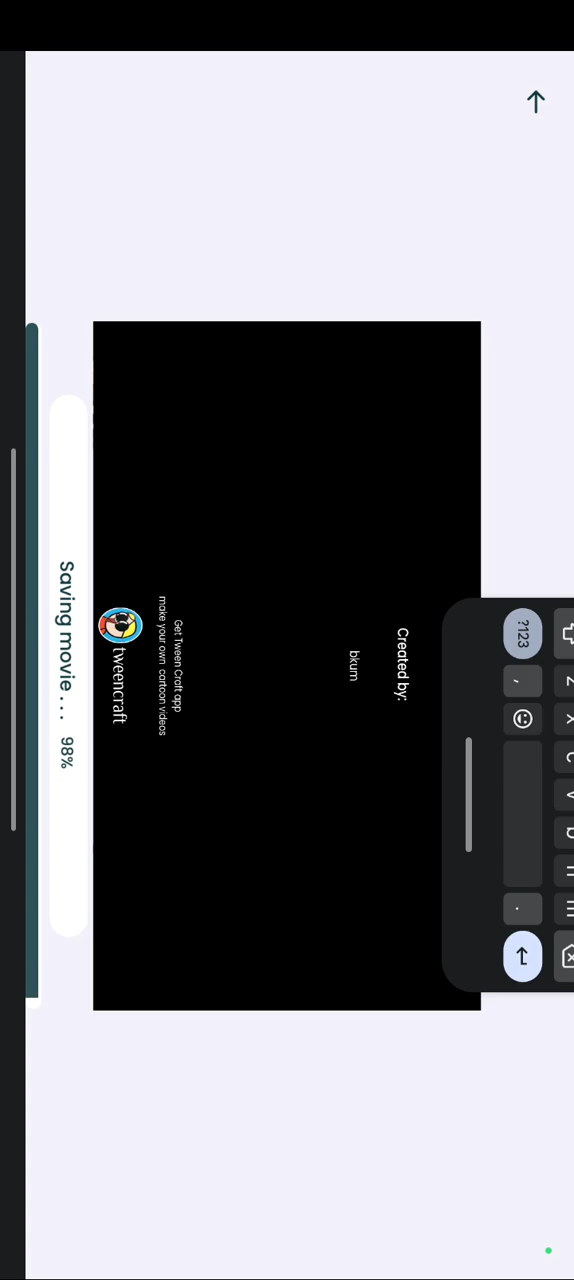 Created by:
bkum
Get Tween Craft app
make your own cartoon videos
tweencraft
Saving movie . . . 98%
z x c v b n m
?123 , .